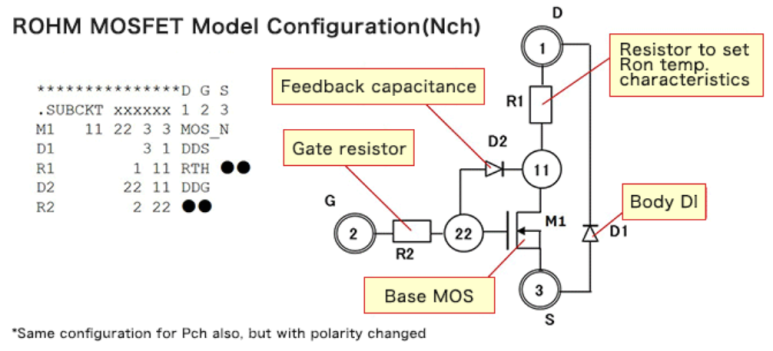 ROHM MOSFET Model Configuration(Nch)
***************D G S
.SUBCKT xxxxxx 1 2 3
M1 11 22 3 3 MOS_N
D1 3 1 DDS
R1 1 11 RTH ●●
D2 22 11 DDG
R2 2 22 ●●
D
1
Resistor to set
Ron temp.
characteristics
Feedback capacitance
R1
D2
Gate resistor
11
Body DI
G
M1
2
22
D1
R2
Base MOS
3
S
*Same configuration for Pch also, but with polarity changed